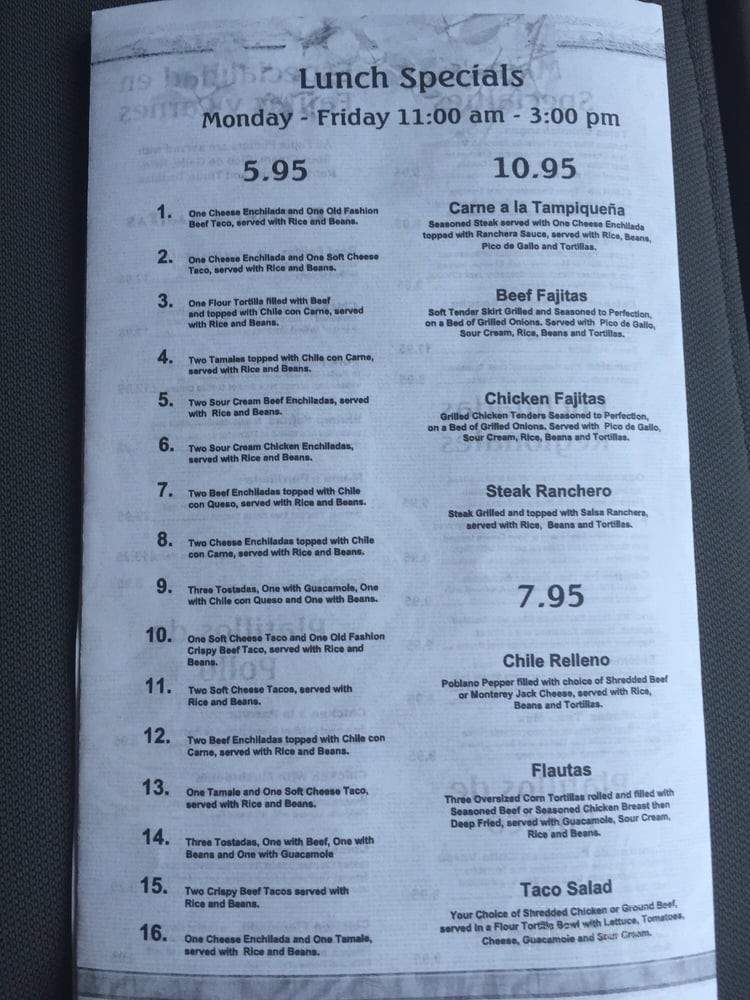 Lunch Specials
Monday - Friday 11:00 am - 3:00 pm
5.95
1. One Cheese Enchilada and One Old Fashion
Beef Taco, served with Rice and Beans.
2. One Cheese Enchilada and One Soft Cheese
Taco, served with Rice and Beans.
3. One Flour Tortilla filled with Beef
and topped with Chile con Carne, served
with Rice and Beans.
4. Two Tamales topped with Chile con Carne,
served with Rice and Beans.
5. Two Sour Cream Beef Enchiladas, served
with Rice and Beans.
6. Two Sour Cream Chicken Enchiladas,
served with Rice and Beans.
7. Two Beef Enchiladas topped with Chile
con Queso, served with Rice and Beans.
8. Two Cheese Enchiladas topped with Chile
con Carne, served with Rice and Beans.
9. Three Tostadas, One with Guacamole, One
with Chile con Queso and One with Beans.
10. One Soft Cheese Taco and One Old Fashion
Crispy Beef Taco, served with Rice and
Beans.
11. Two Soft Cheese Tacos, served with
Rice and Beans.
12. Two Beef Enchiladas topped with Chile con
Carne, served with Rice and Beans.
13. One Tamale and One Soft Cheese Taco,
served with Rice and Beans.
14. Three Tostadas, One with Beef, One with
Beans and One with Guacamole
15. Two Crispy Beef Tacos served with
Rice and Beans.
16. One Cheese Enchilada and One Tamale,
served with Rice and Beans.
10.95
Carne a la Tampiqueña
Seasoned Steak served with One Cheese Enchilada
topped with Ranchera Sauce, served with Rice, Beans,
Pico de Gallo and Tortillas.
Beef Fajitas
Soft Tender Skirt Grilled and Seasoned to Perfection,
on a Bed of Grilled Onions. Served with Pico de Gallo,
Sour Cream, Rice, Beans and Tortillas.
Chicken Fajitas
Grilled Chicken Tenders Seasoned to Perfection,
on a Bed of Grilled Onions. Served with Pico de Gallo,
Sour Cream, Rice, Beans and Tortillas.
Steak Ranchero
Steak Grilled and topped with Salsa Ranchera,
served with Rice, Beans and Tortillas.
7.95
Chile Relleno
Poblano Pepper filled with choice of Shredded Beef
or Monterey Jack Cheese, served with Rice,
Beans and Tortillas.
Flautas
Three Oversized Corn Tortillas rolled and filled with
Seasoned Beef or Seasoned Chicken Breast then
Deep Fried, served with Guacamole, Sour Cream,
Rice and Beans.
Taco Salad
Your Choice of Shredded Chicken or Ground Beef,
served in a Flour Tortilla Bowl with Lettuce, Tomatoes,
Cheese, Guacamole and Sour Cream.